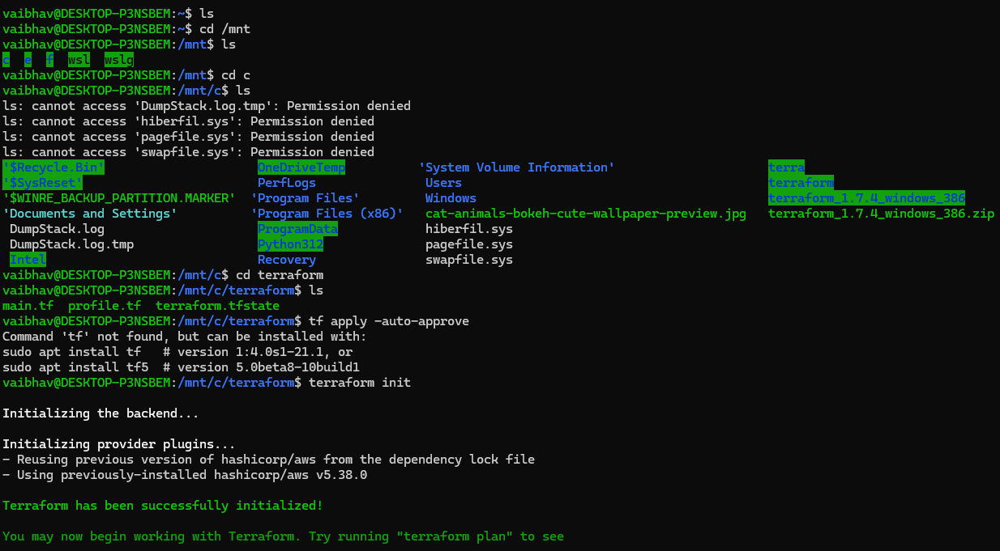 vaibhav@DESKTOP-P3NSBEM:~$ ls
vaibhav@DESKTOP-P3NSBEM:~$ cd /mnt
vaibhav@DESKTOP-P3NSBEM:/mnt$ ls
c  e  f  wsl  wslg
vaibhav@DESKTOP-P3NSBEM:/mnt$ cd c
vaibhav@DESKTOP-P3NSBEM:/mnt/c$ ls
ls: cannot access 'DumpStack.log.tmp': Permission denied
ls: cannot access 'hiberfil.sys': Permission denied
ls: cannot access 'pagefile.sys': Permission denied
ls: cannot access 'swapfile.sys': Permission denied
'$Recycle.Bin'                     OneDriveTemp          'System Volume Information'                     terra
'$SysReset'                        PerfLogs               Users                                          terraform
'$WINRE_BACKUP_PARTITION.MARKER'  'Program Files'         Windows                                        terraform_1.7.4_windows_386
'Documents and Settings'          'Program Files (x86)'   cat-animals-bokeh-cute-wallpaper-preview.jpg   terraform_1.7.4_windows_386.zip
 DumpStack.log                     ProgramData            hiberfil.sys
 DumpStack.log.tmp                 Python312              pagefile.sys
 Intel                             Recovery               swapfile.sys
vaibhav@DESKTOP-P3NSBEM:/mnt/c$ cd terraform
vaibhav@DESKTOP-P3NSBEM:/mnt/c/terraform$ ls
main.tf  profile.tf  terraform.tfstate
vaibhav@DESKTOP-P3NSBEM:/mnt/c/terraform$ tf apply -auto-approve
Command 'tf' not found, but can be installed with:
sudo apt install tf   # version 1:4.0s1-21.1, or
sudo apt install tf5  # version 5.0beta8-10build1
vaibhav@DESKTOP-P3NSBEM:/mnt/c/terraform$ terraform init
Initializing the backend...
Initializing provider plugins...
- Reusing previous version of hashicorp/aws from the dependency lock file
- Using previously-installed hashicorp/aws v5.38.0
Terraform has been successfully initialized!
You may now begin working with Terraform. Try running "terraform plan" to see